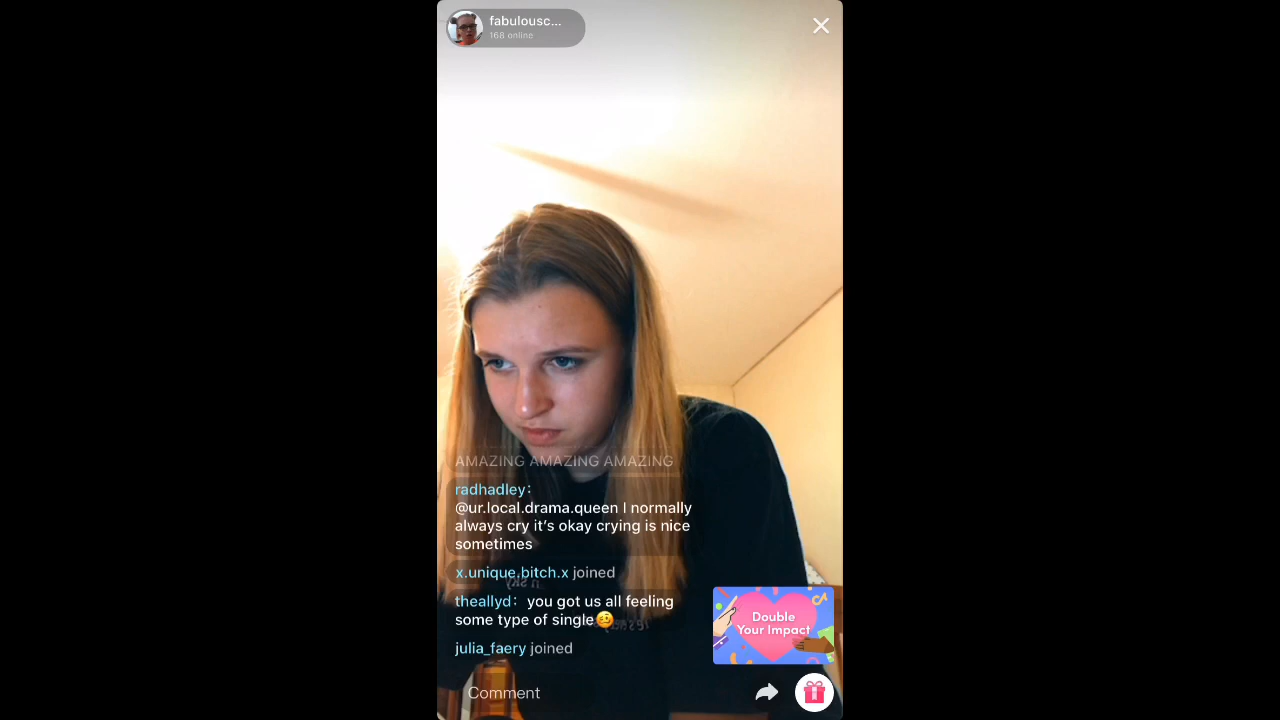 fabulousc...
168 online
AMAZING AMAZING AMAZING
radhadley:
@ur.local.drama.queen I normally
always cry it's okay crying is nice
sometimes
x.unique.bitch.x joined
theallyd: you got us all feeling
some type of single🥴
julia_faery joined
Double
Your Impact
Comment